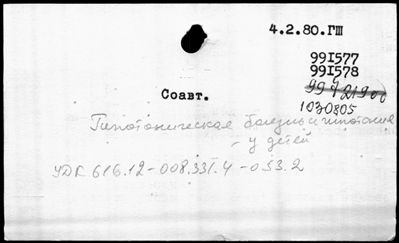 4.2.80.ГШ
991577
991578
1030805
Соавт.
Гипотоническая болезнь и гипотония
- у детей
УДК 616.12-008.331.4-053.2